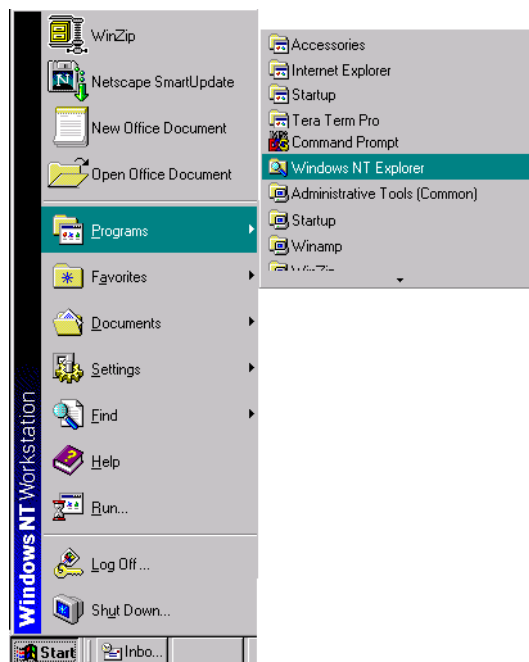 WinZip
Netscape SmartUpdate
New Office Document
Open Office Document
Programs
Favorites
Documents
Settings
Find
Help
Run...
Log Off...
Shut Down...
Windows NT Workstation
Start
Inbo...
Accessories
Internet Explorer
Startup
Tera Term Pro
Command Prompt
Windows NT Explorer
Administrative Tools (Common)
Startup
Winamp
WinZip